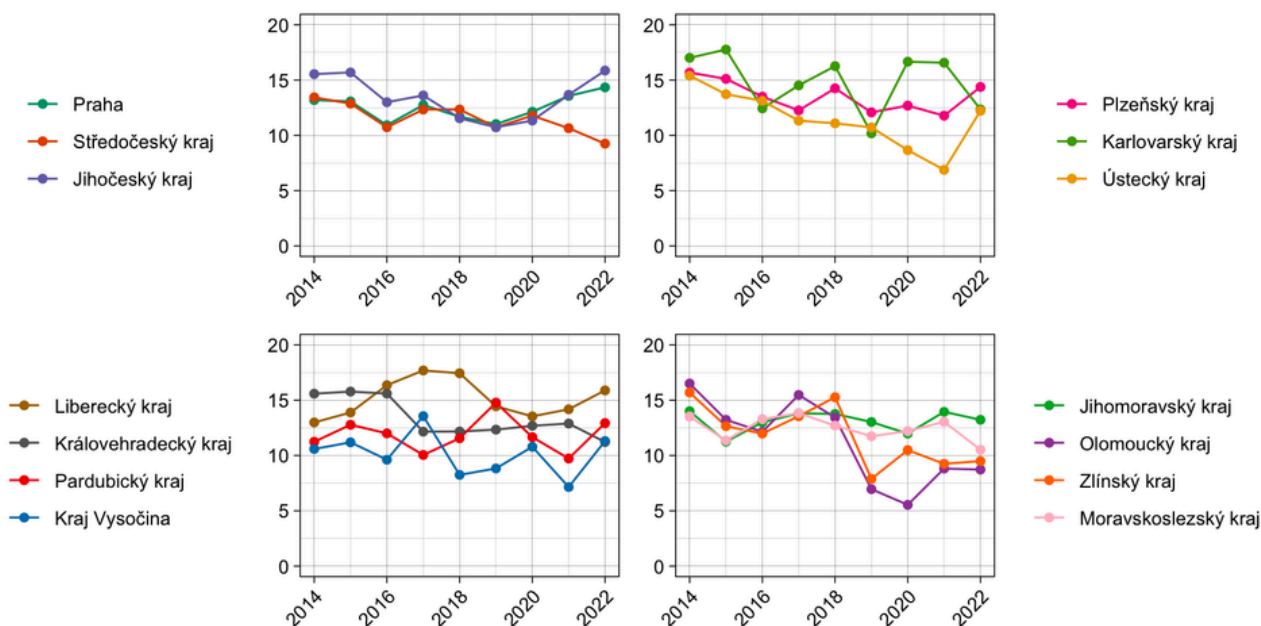 20
15
10
5
0
2014
2016
2018
2020
2022
Praha
Středočeský kraj
Jihočeský kraj
20
15
10
5
0
2014
2016
2018
2020
2022
Plzeňský kraj
Karlovarský kraj
Ústecký kraj
20
15
10
5
0
2014
2016
2018
2020
2022
Liberecký kraj
Královehradecký kraj
Pardubický kraj
Kraj Vysočina
20
15
10
5
0
2014
2016
2018
2020
2022
Jihomoravský kraj
Olomoucký kraj
Zlínský kraj
Moravskoslezský kraj